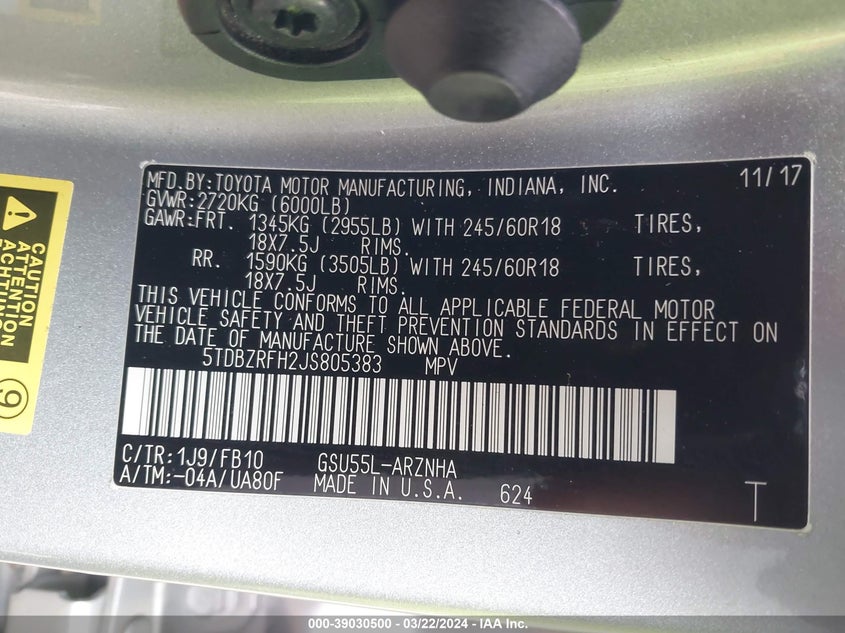 MFD.BY:TOYOTA MOTOR MANUFACTURING, INDIANA, INC. 11/17
GVWR:2720KG (6000LB)
GAWR:FRT. 1345KG (2955LB) WITH 245/60R18 TIRES,
18X7.5J RIMS.
RR. 1590KG (3505LB) WITH 245/60R18 TIRES,
18X7.5J RIMS.
THIS VEHICLE CONFORMS TO ALL APPLICABLE FEDERAL MOTOR
VEHICLE SAFETY AND THEFT PREVENTION STANDARDS IN EFFECT ON
THE DATE OF MANUFACTURE SHOWN ABOVE.
5TDBZRFH2JS805383 MPV
C/TR:1J9/FB10 GSU55L-ARZNHA
A/TM:-04A/UA80F MADE IN U.S.A. 624 T
CAUTION
ATTENTION
ACHTUNG
9
000-39030500 - 03/22/2024 - IAA Inc.